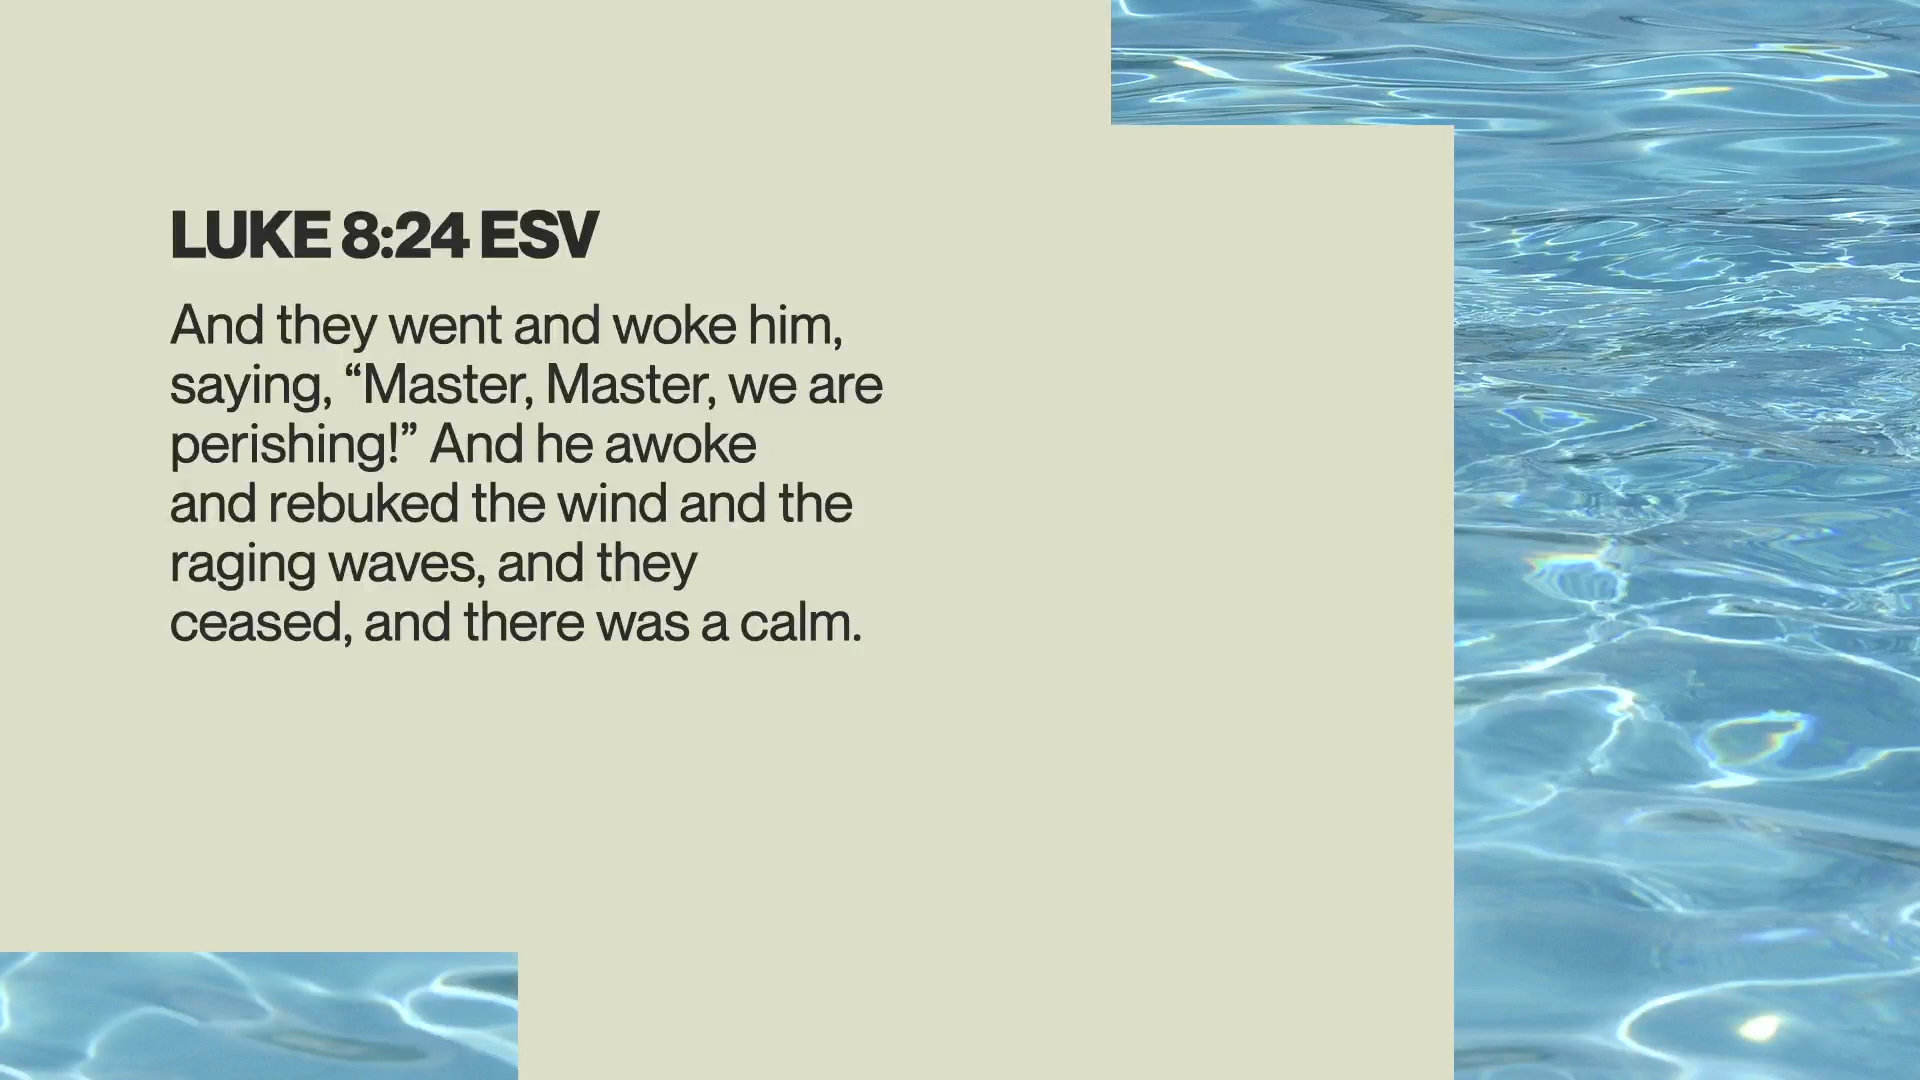 LUKE 8:24 ESV
And they went and woke him,
saying, “Master, Master, we are
perishing!” And he awoke
and rebuked the wind and the
raging waves, and they
ceased, and there was a calm.